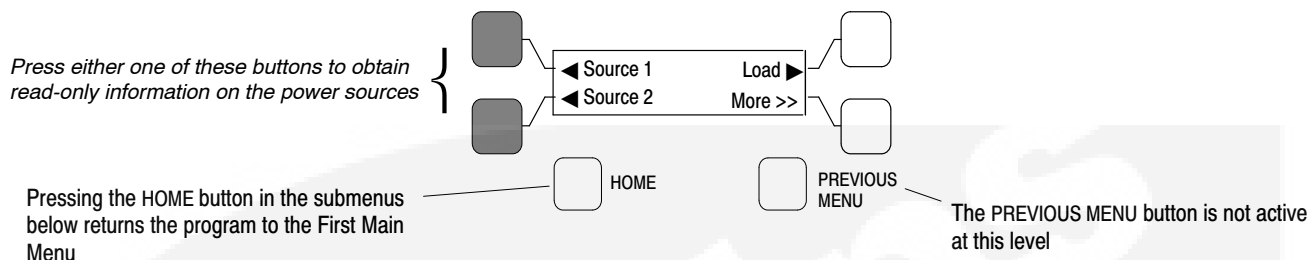 Press either one of these buttons to obtain
read-only information on the power sources
◀ Source 1 Load ▶
◀ Source 2 More >>
HOME
PREVIOUS
MENU
Pressing the HOME button in the submenus
below returns the program to the First Main
Menu
The PREVIOUS MENU button is not active
at this level